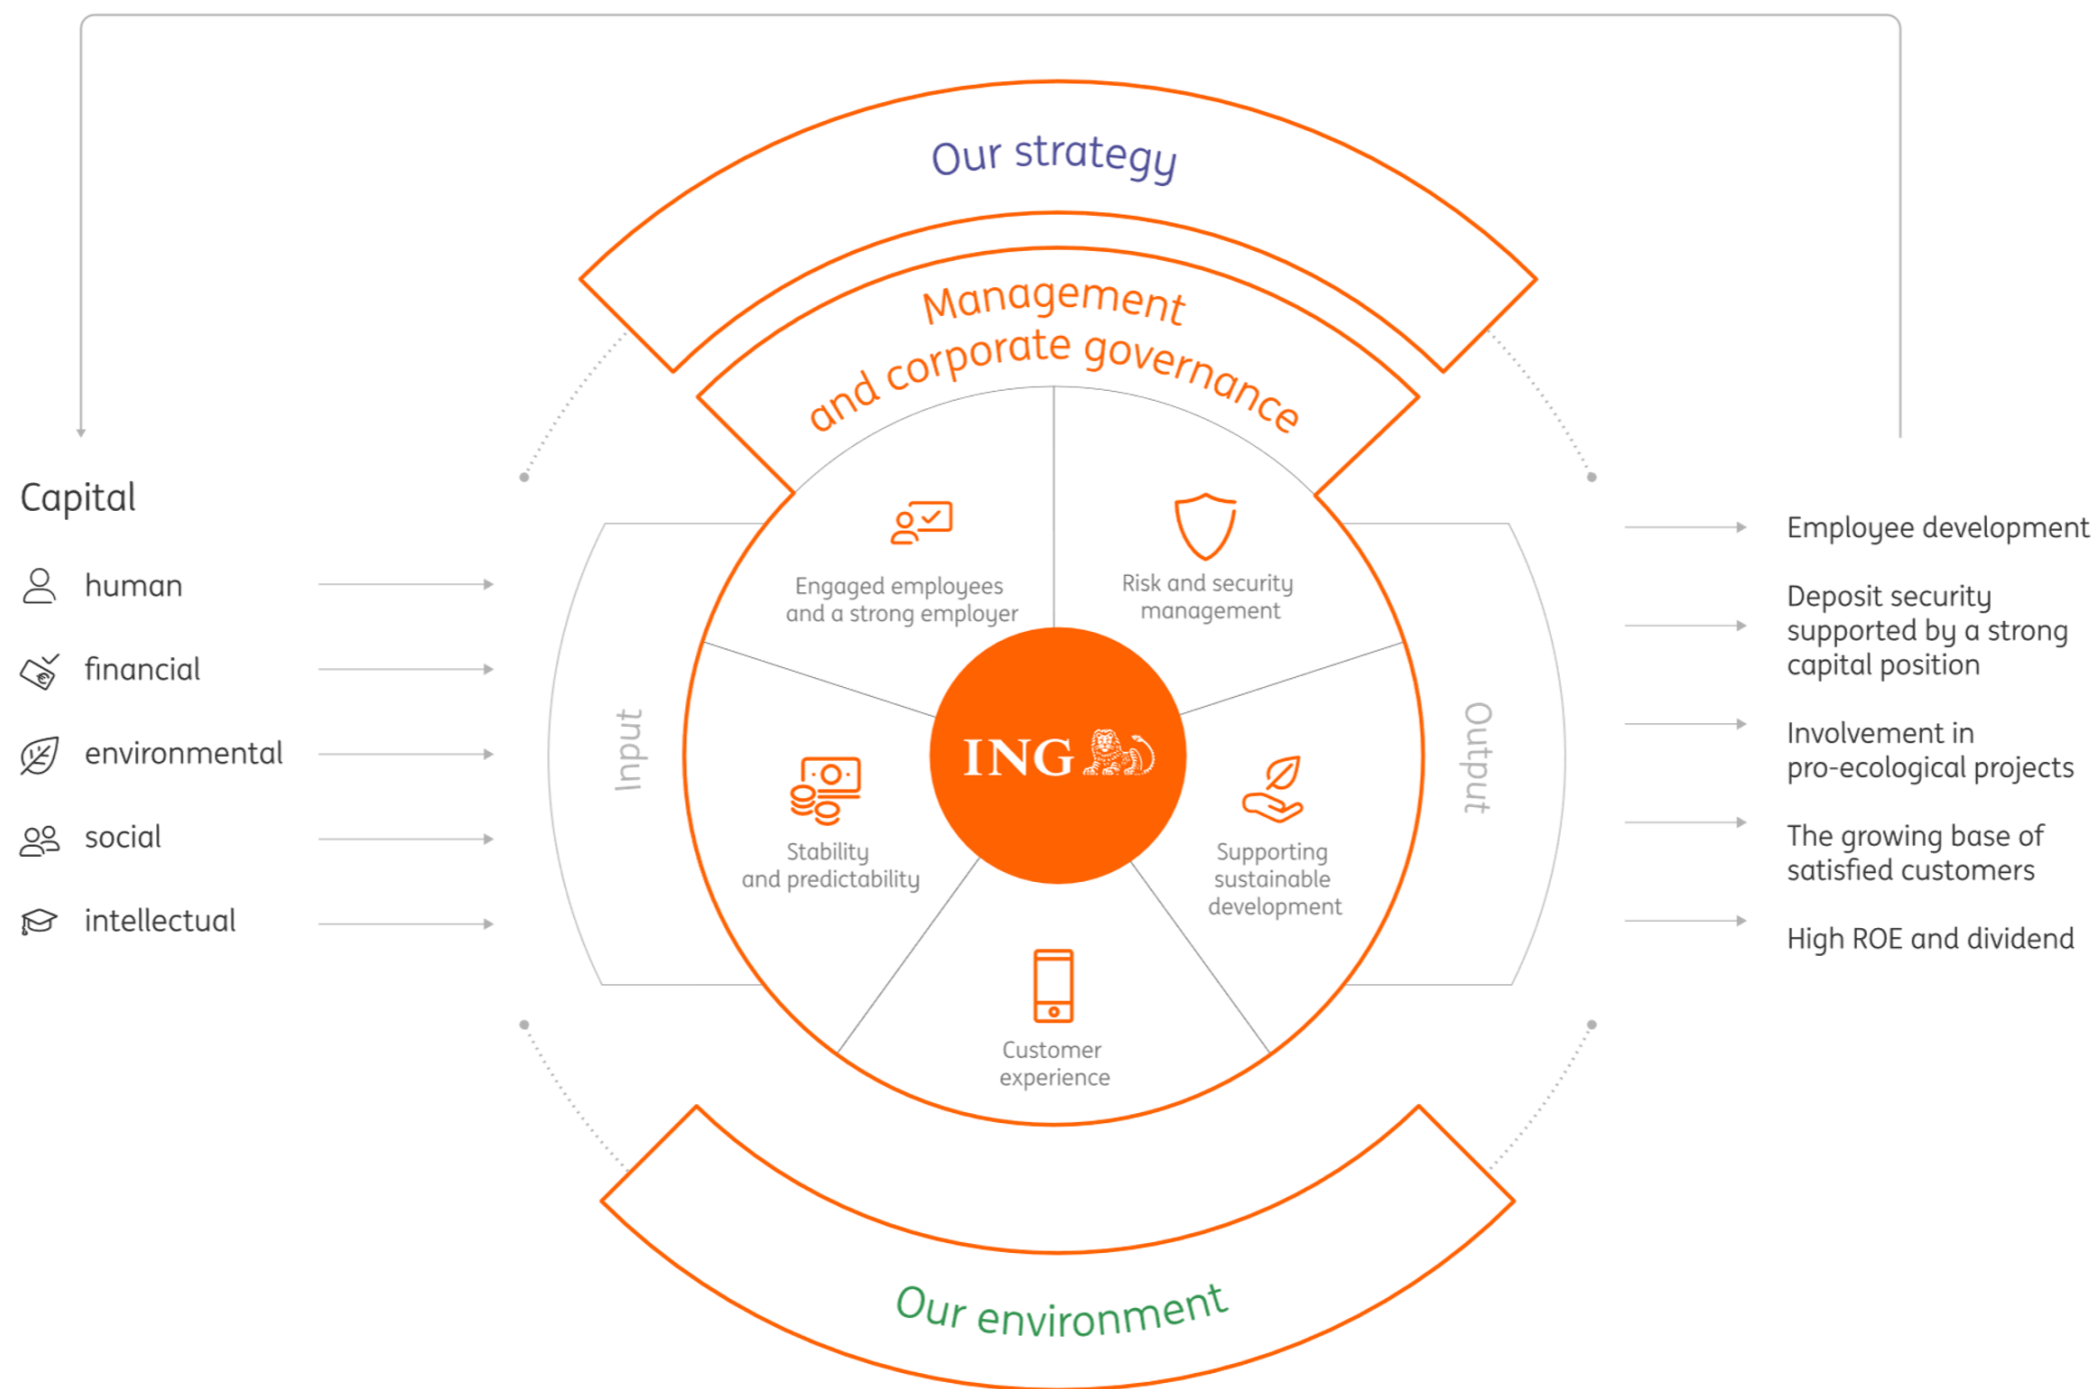 Our strategy
Management
and corporate governance
Capital
human
financial
environmental
social
intellectual
Input
Engaged employees
and a strong employer
Risk and security
management
ING
Stability
and predictability
Supporting
sustainable
development
Customer
experience
Output
Employee development
Deposit security
supported by a strong
capital position
Involvement in
pro-ecological projects
The growing base of
satisfied customers
High ROE and dividend
Our environment